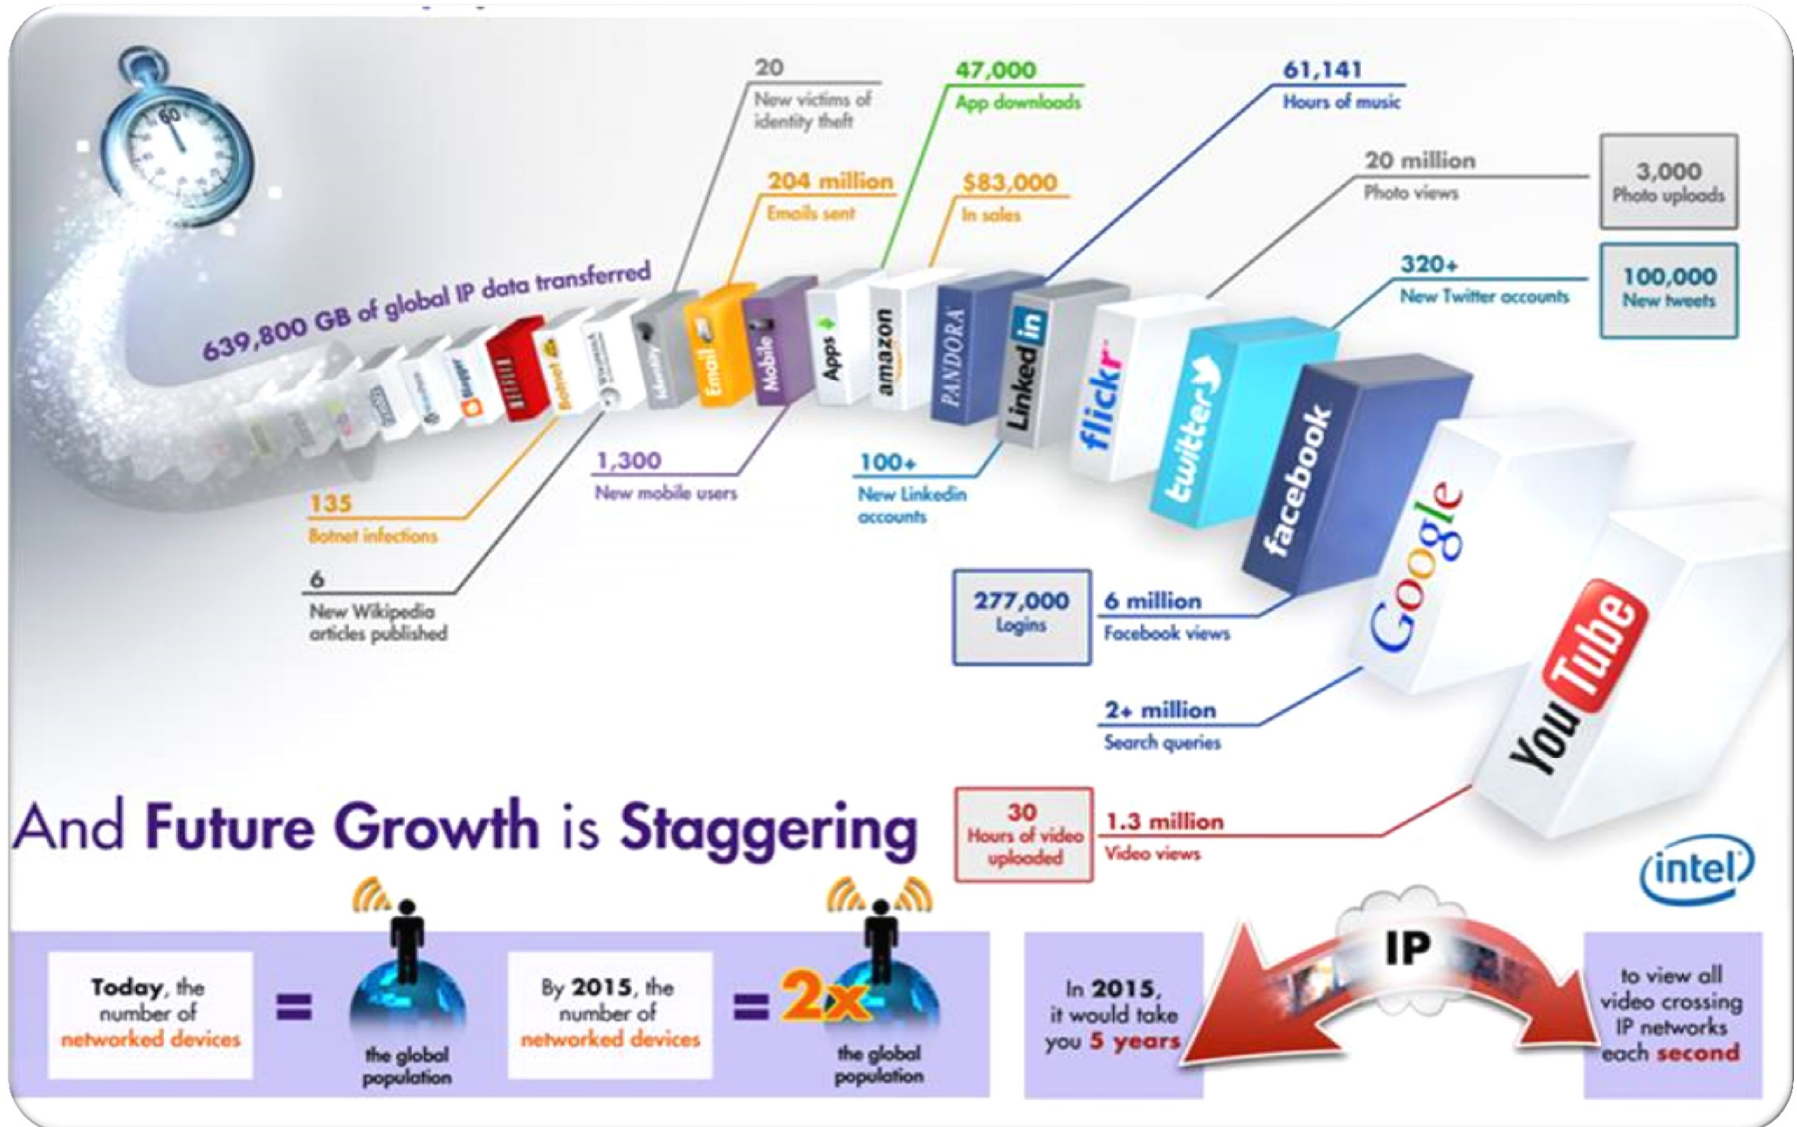 60
20
New victims of
identity theft
47,000
App downloads
61,141
Hours of music
204 million
Emails sent
$83,000
In sales
20 million
Photo views
3,000
Photo uploads
320+
New Twitter accounts
100,000
New tweets
639,800 GB of global IP data transferred
Blogger
NETFLIX
Botnet
Identity
Email
Mobile
Apps
amazon
PANDORA
Linked in
flickr
twitter
facebook
Google
YouTube
135
Botnet infections
6
New Wikipedia
articles published
1,300
New mobile users
100+
New Linkedin
accounts
277,000
Logins
6 million
Facebook views
2+ million
Search queries
30
Hours of video
uploaded
1.3 million
Video views
And Future Growth is Staggering
intel
Today, the
number of
networked devices
=
the global
population
By 2015, the
number of
networked devices
=
2x
the global
population
In 2015,
it would take
you 5 years
IP
to view all
video crossing
IP networks
each second